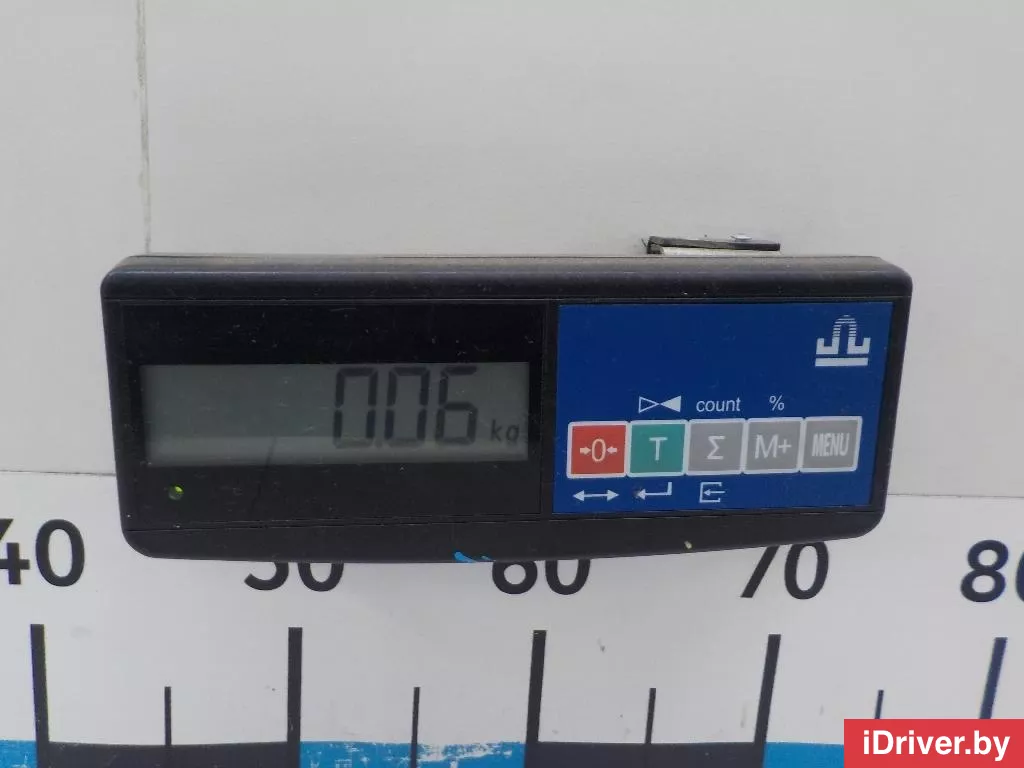 0.06 kg
count %
→0← T Σ M+ MENU
40 50 60 70 80
iDriver.by